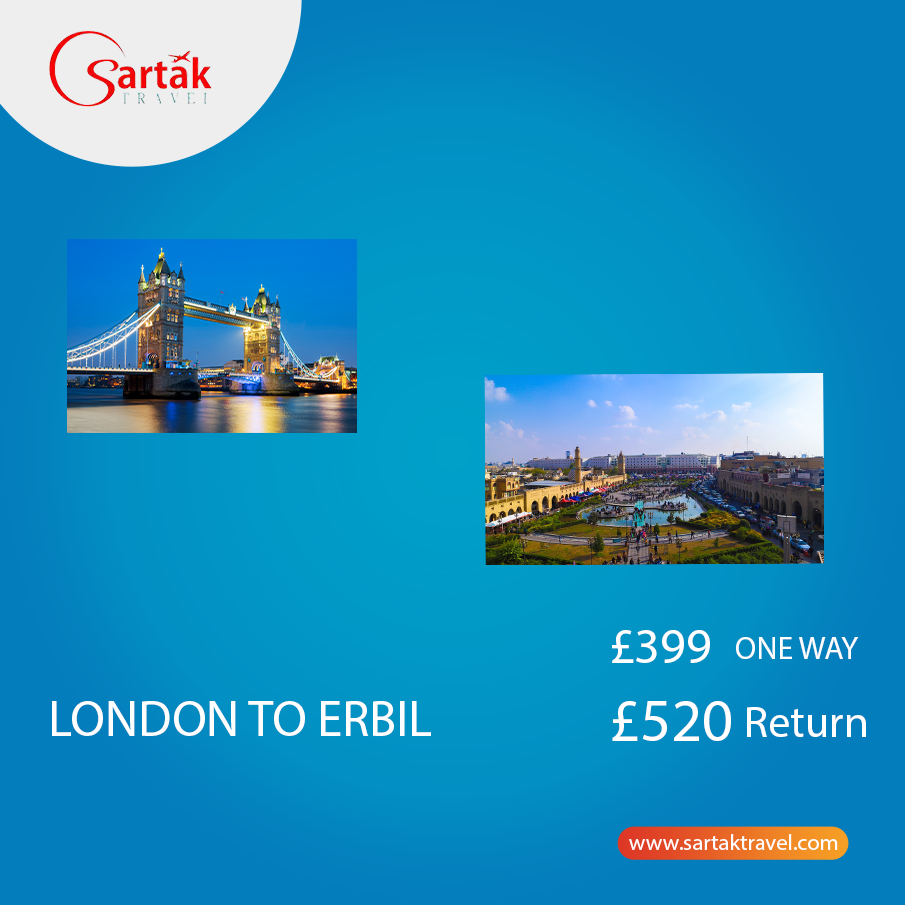 Sartak
TRAVEL
£399 ONE WAY
LONDON TO ERBIL
£520 Return
www.sartaktravel.com